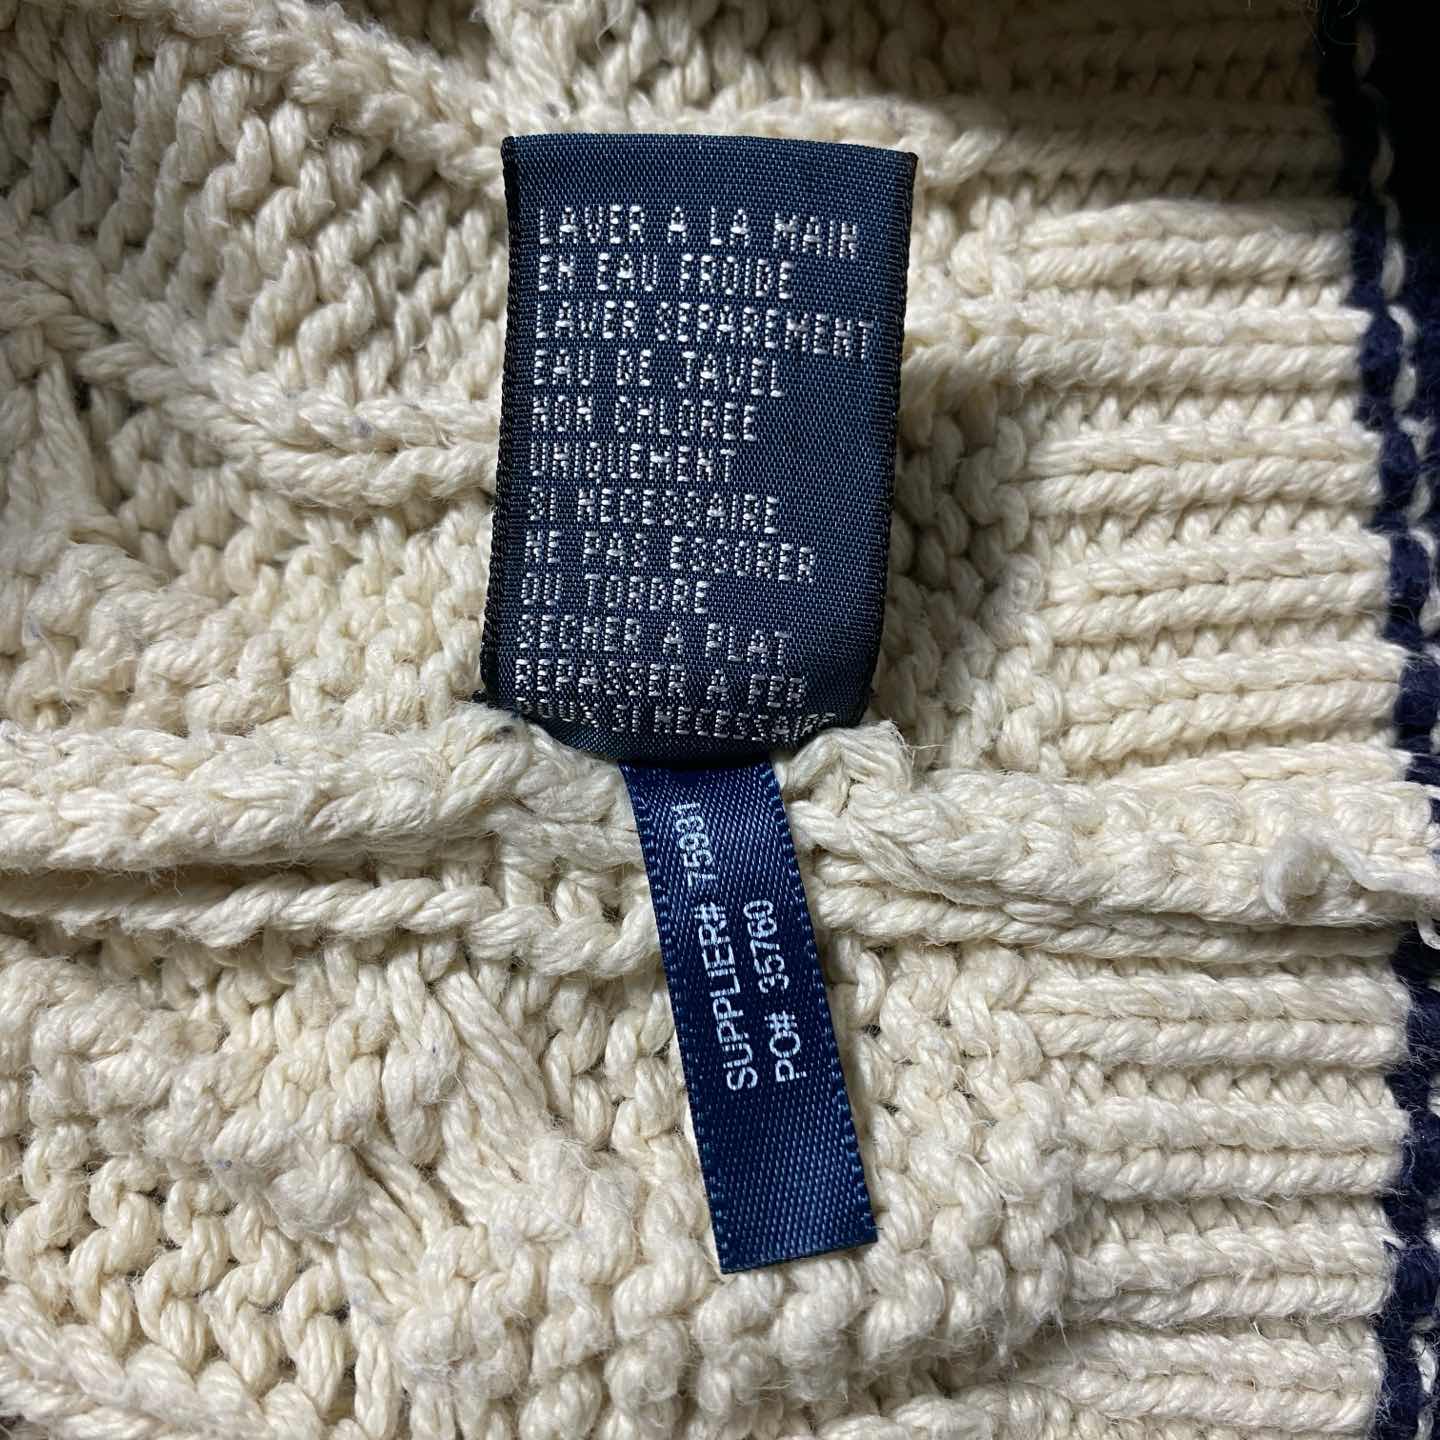 LAVER A LA MAIN
EN EAU FROIDE
LAVER SEPAREMENT
EAU DE JAVEL
NON CHLOREE
UNIQUEMENT
SI NECESSAIRE
NE PAS ESSORER
OU TORDRE
SECHER A PLAT
REPASSER A FER
DOUX SI NECESSAIRE
SUPPLIER# 75931
PO# 35760